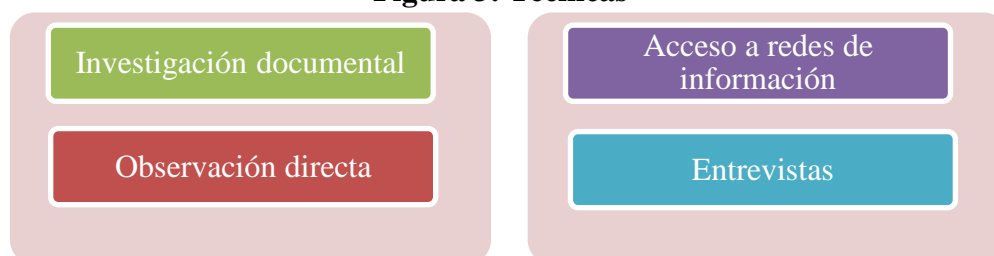 Investigación documental
Observación directa
Acceso a redes de
información
Entrevistas